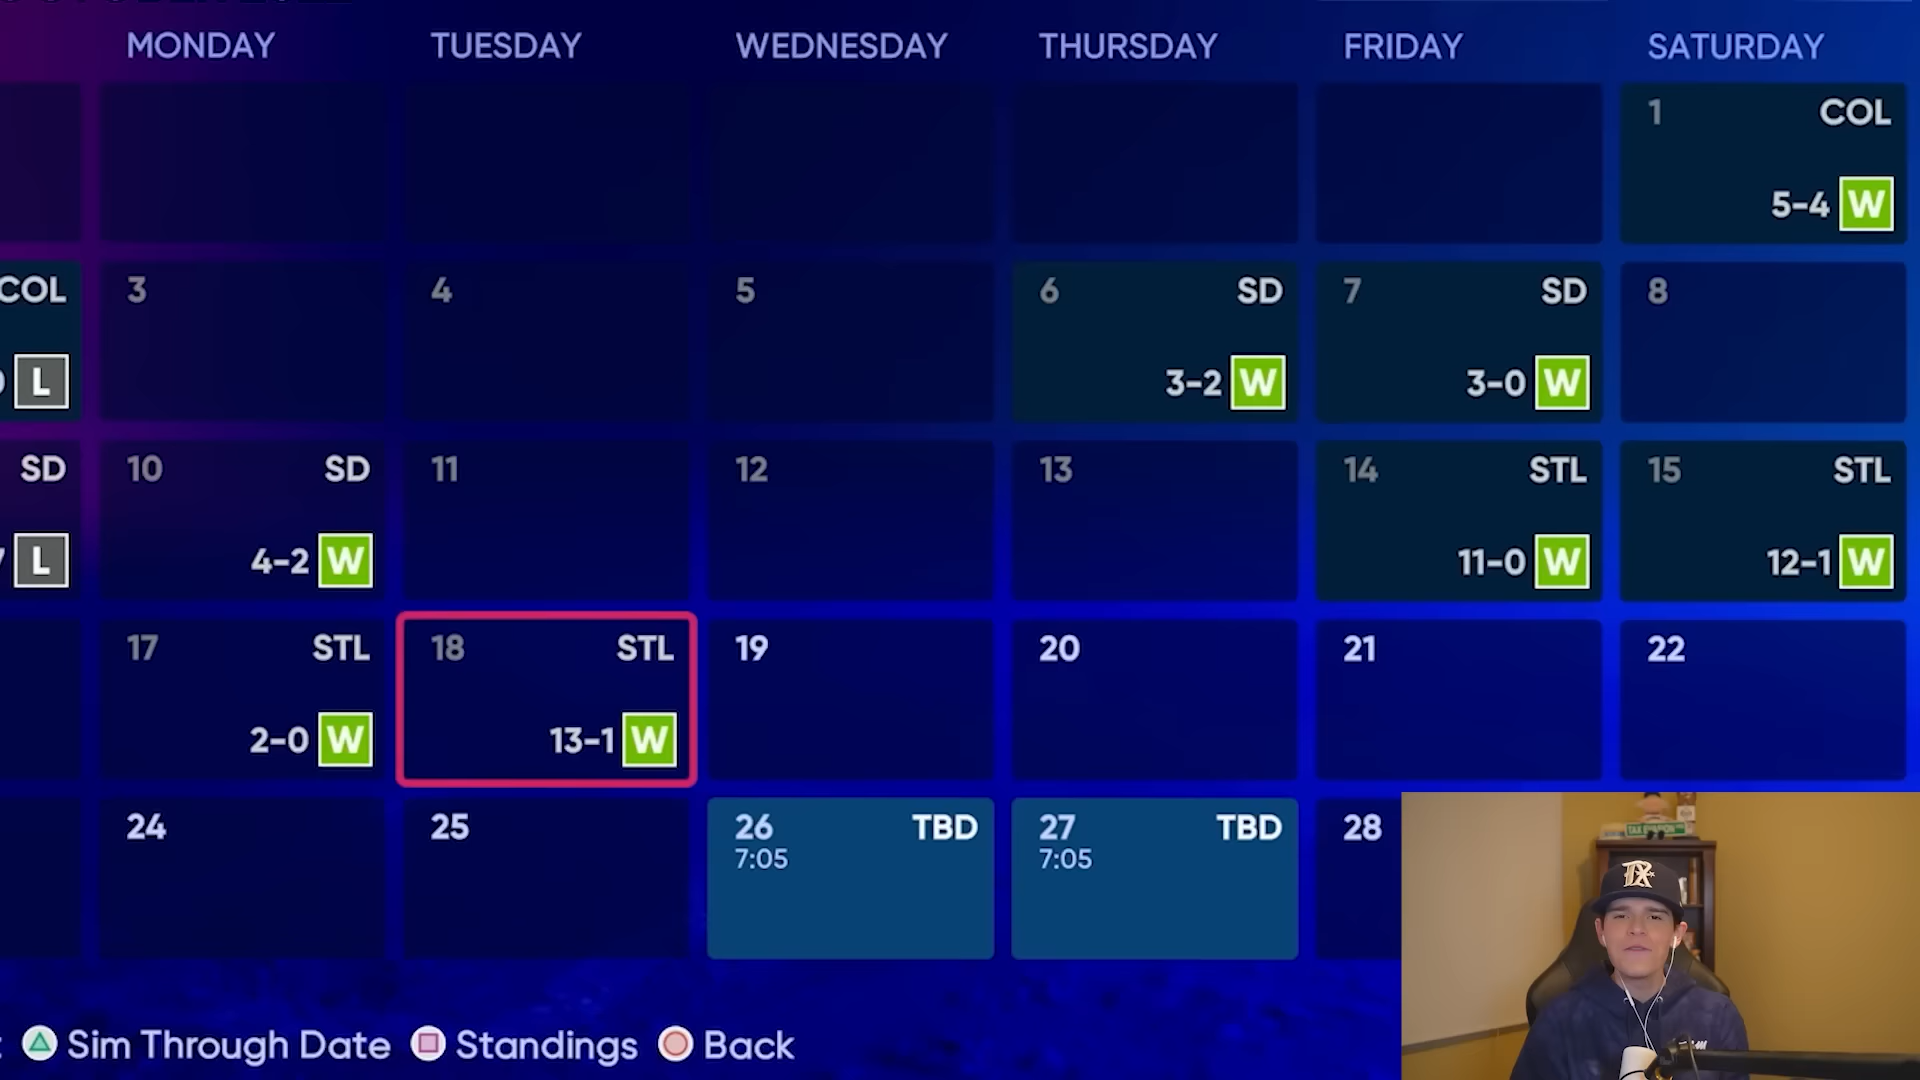 MONDAY TUESDAY WEDNESDAY THURSDAY FRIDAY SATURDAY
1 COL
5-4 W
COL 3 4 5 6 SD 7 SD 8
L 3-2 W 3-0 W
SD 10 SD 11 12 13 14 STL 15 STL
L 4-2 W 11-0 W 12-1 W
17 STL 18 STL 19 20 21 22
2-0 W 13-1 W
24 25 26 TBD 27 TBD 28
7:05 7:05
Sim Through Date Standings Back